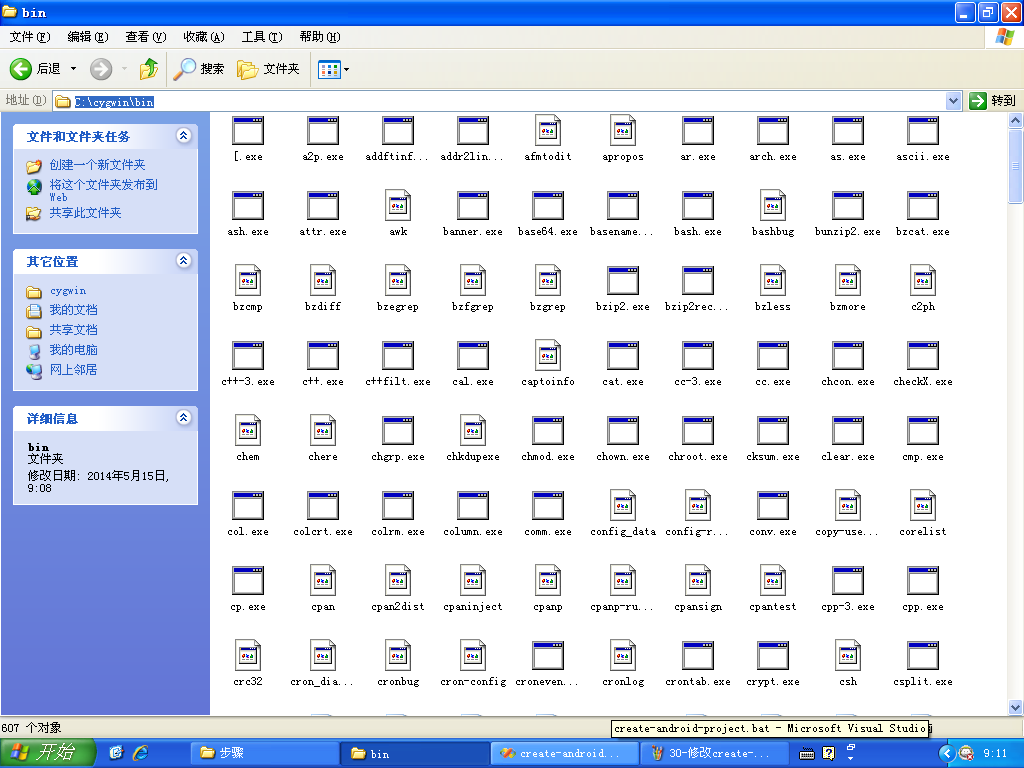 bin
文件(F) 编辑(E) 查看(V) 收藏(A) 工具(T) 帮助(H)
后退 搜索 文件夹
地址(D) C:\cygwin\bin 转到
文件和文件夹任务
创建一个新文件夹
将这个文件夹发布到
Web
共享此文件夹
其它位置
cygwin
我的文档
共享文档
我的电脑
网上邻居
详细信息
bin
文件夹
修改日期: 2014年5月15日,
9:08
[.exe a2p.exe addftinf... addr2lin... afmtodit apropos ar.exe arch.exe as.exe ascii.exe
ash.exe attr.exe awk banner.exe base64.exe basename... bash.exe bashbug bunzip2.exe bzcat.exe
bzcmp bzdiff bzegrep bzfgrep bzgrep bzip2.exe bzip2rec... bzless bzmore c2ph
c++-3.exe c++.exe c++filt.exe cal.exe captoinfo cat.exe cc-3.exe cc.exe chcon.exe checkX.exe
chem chere chgrp.exe chkdupexe chmod.exe chown.exe chroot.exe cksum.exe clear.exe cmp.exe
col.exe colcrt.exe colrm.exe column.exe comm.exe config_data config-r... conv.exe copy-use... corelist
cp.exe cpan cpan2dist cpaninject cpanp cpanp-ru... cpansign cpantest cpp-3.exe cpp.exe
crc32 cron_dia... cronbug cron-config croneven... cronlog crontab.exe crypt.exe csh csplit.exe
607 个对象
create-android-project.bat - Microsoft Visual Studio
开始 步骤 bin create-android... 30-修改create-... 9:11